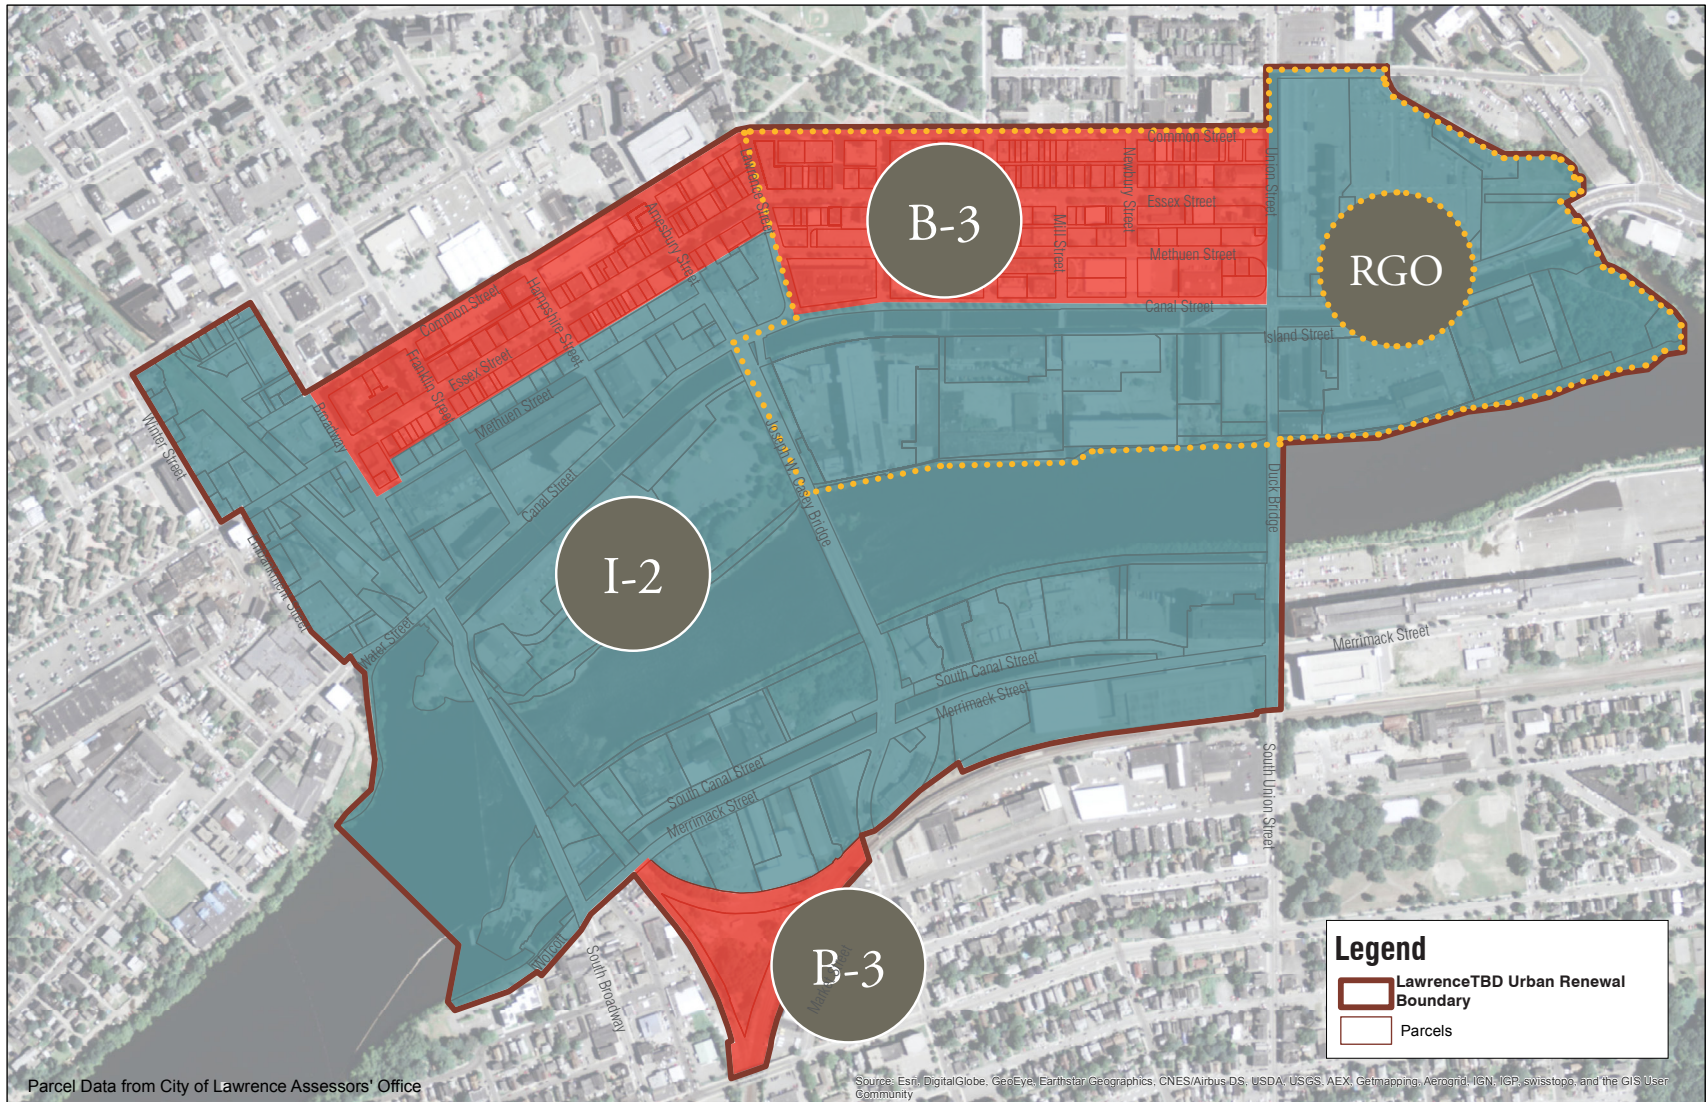 Common Street
Newbury Street
Union Street
Lawrence Street
B-3
Essex Street
Amesbury Street
Mill Street
Methuen Street
RGO
Common Street
Hampshire Street
Canal Street
Island Street
Franklin Street
Essex Street
Methuen Street
Broadway
Winter Street
Joseph W. Casey Bridge
Duck Bridge
Canal Street
Embankment Street
I-2
Water Street
Merrimack Street
South Canal Street
Merrimack Street
South Canal Street
Merrimack Street
South Union Street
Wolcott
South Broadway
B-3
Legend
LawrenceTBD Urban Renewal
Boundary
Parcels
Parcel Data from City of Lawrence Assessors' Office
Source: Esri, DigitalGlobe, GeoEye, Earthstar Geographics, CNES/Airbus DS, USDA, USGS, AEX, Getmapping, Aerogrid, IGN, IGP, swisstopo, and the GIS User
Community